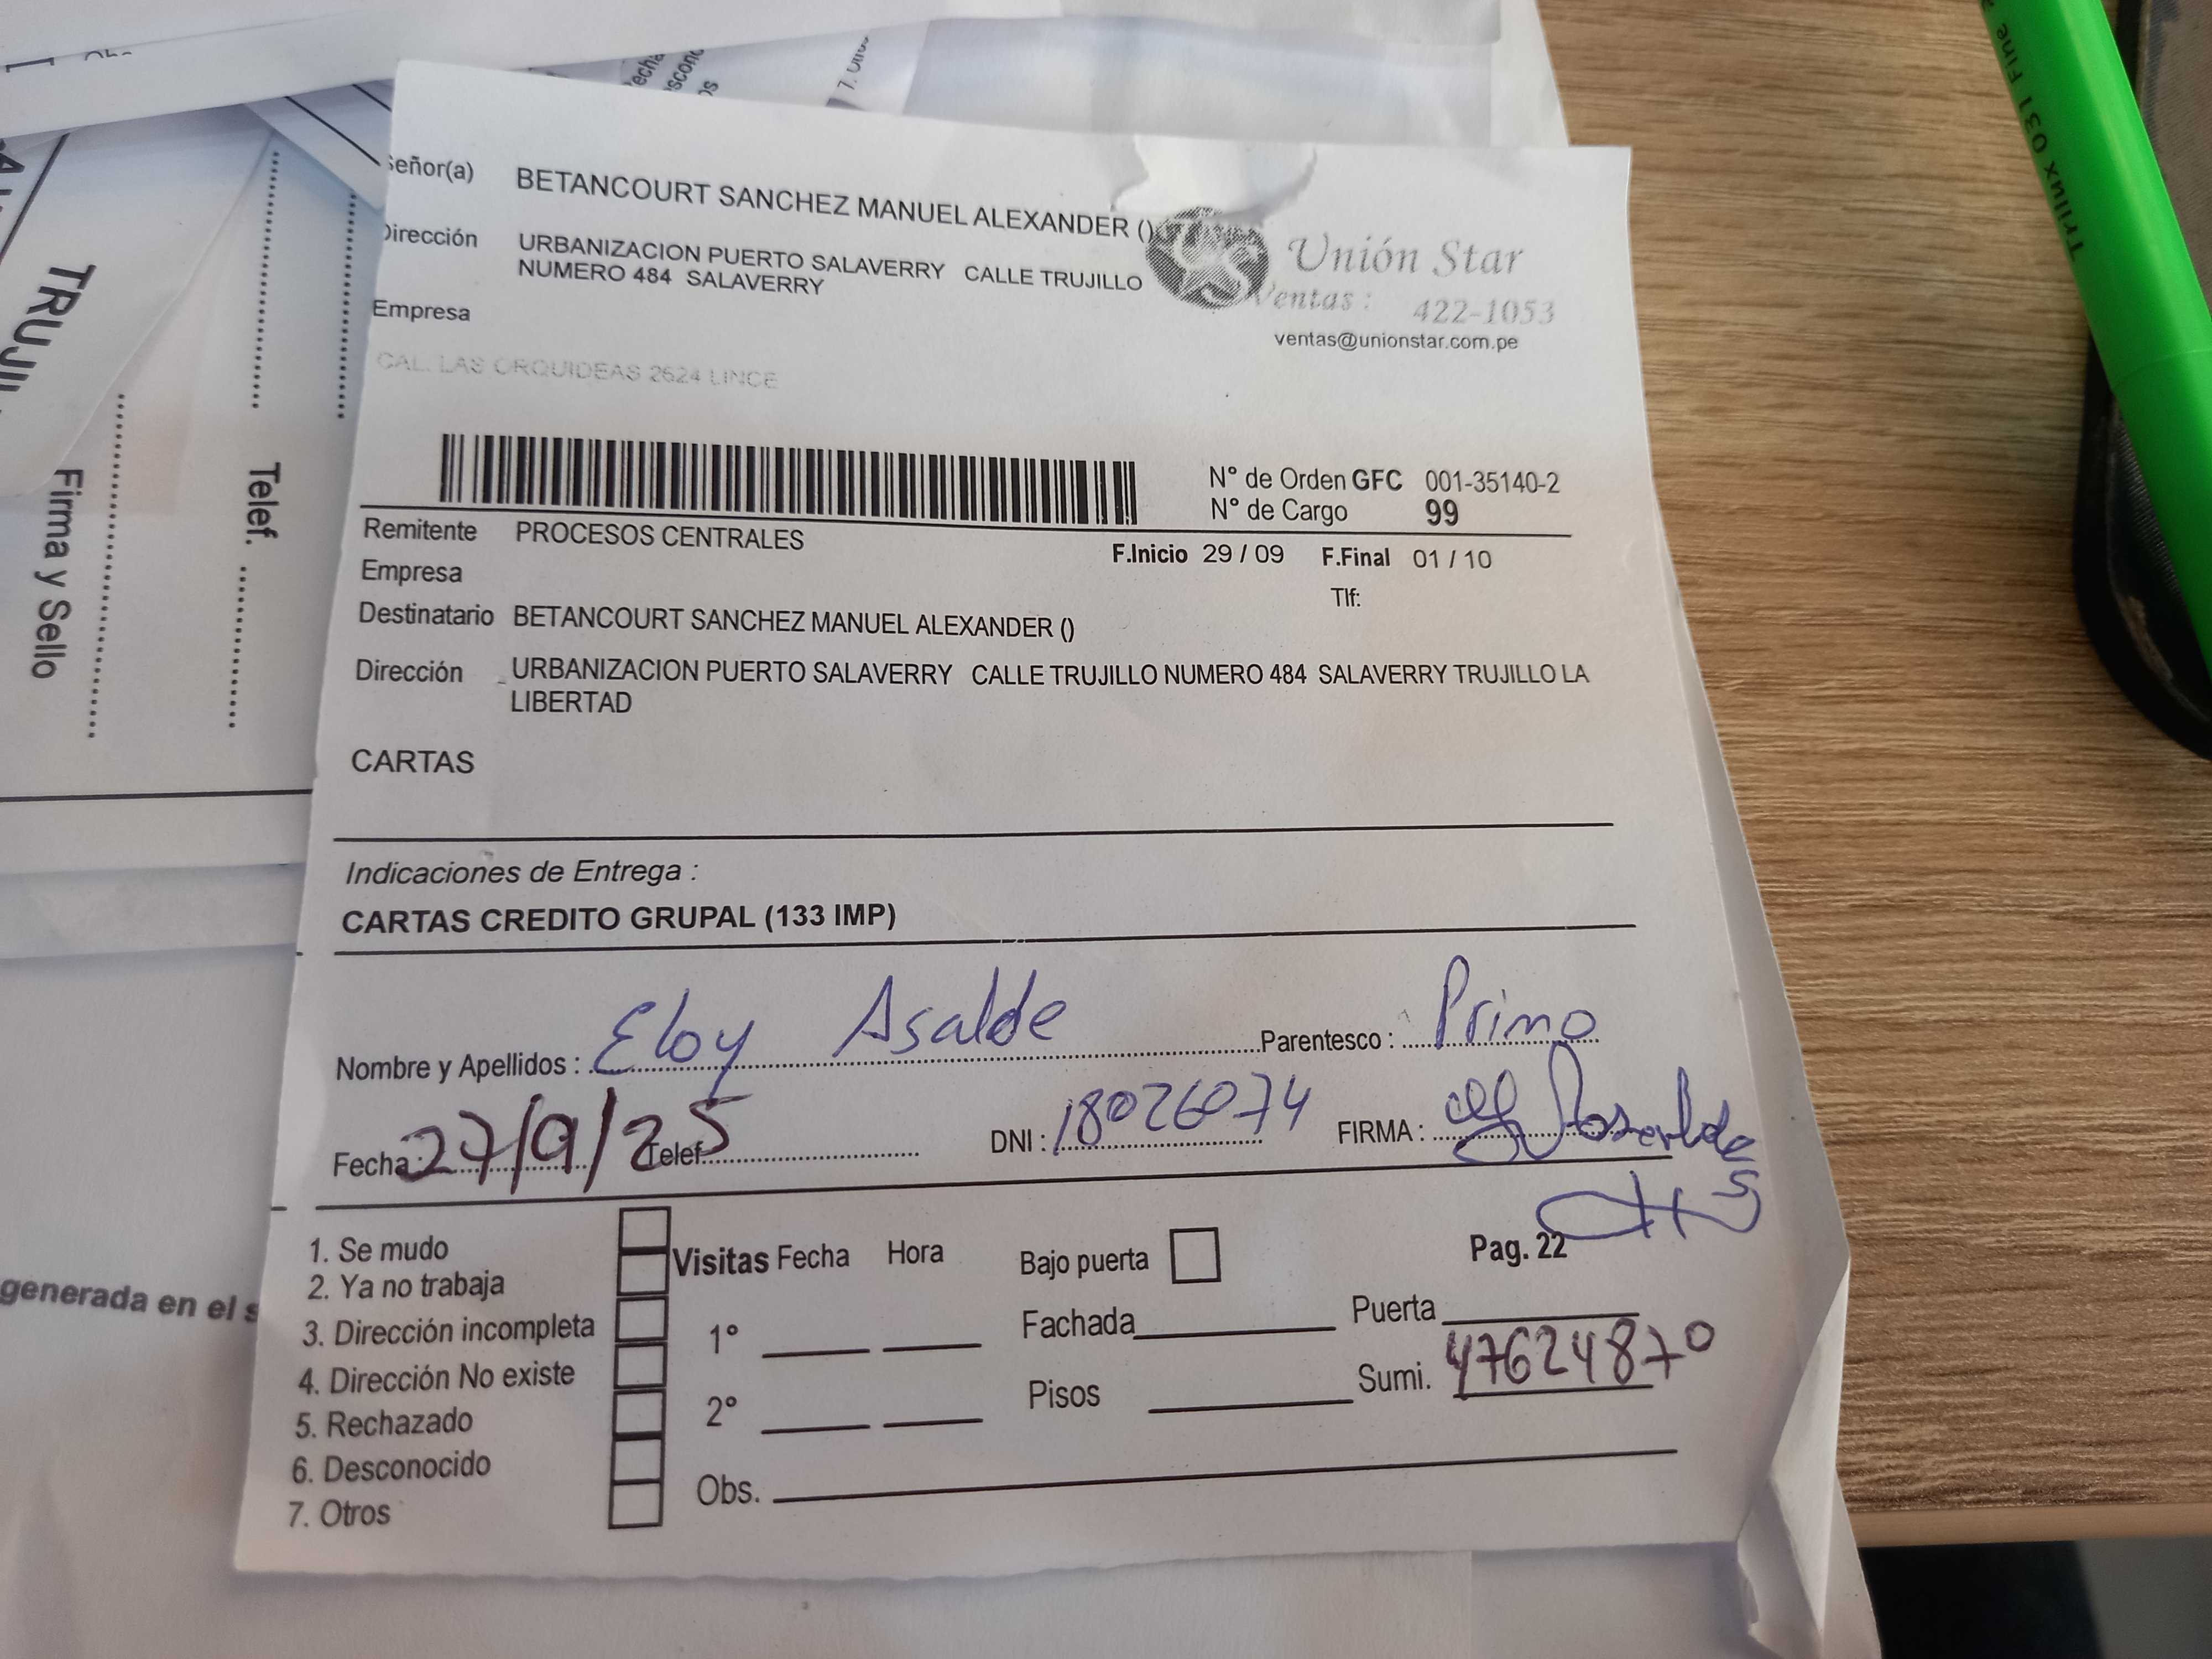 Señor(a) BETANCOURT SANCHEZ MANUEL ALEXANDER ()
Dirección URBANIZACION PUERTO SALAVERRY CALLE TRUJILLO
NUMERO 484 SALAVERRY
Empresa
CAL. LAS ORQUIDEAS 2624 LINCE
Unión Star
Ventas : 422-1053
ventas@unionstar.com.pe
N° de Orden GFC 001-35140-2
N° de Cargo 99
Remitente PROCESOS CENTRALES
F.Inicio 29 / 09 F.Final 01 / 10
Empresa
Tlf:
Destinatario BETANCOURT SANCHEZ MANUEL ALEXANDER ()
Dirección URBANIZACION PUERTO SALAVERRY CALLE TRUJILLO NUMERO 484 SALAVERRY TRUJILLO LA
LIBERTAD
CARTAS
Indicaciones de Entrega :
CARTAS CREDITO GRUPAL (133 IMP)
Nombre y Apellidos : Eloy Asalde Parentesco : Primo
Fecha: 27/9/25 Telef. DNI : 18026074 FIRMA :
1. Se mudo
2. Ya no trabaja
3. Dirección incompleta
4. Dirección No existe
5. Rechazado
6. Desconocido
7. Otros
Visitas Fecha Hora
1°
2°
Obs.
Bajo puerta
Fachada
Pisos
Pag. 22
Puerta
Sumi. 47624870
TRUJIL
Firma y Sello
Telef.
generada en el s
Trilux 031 Fine
7. Otros